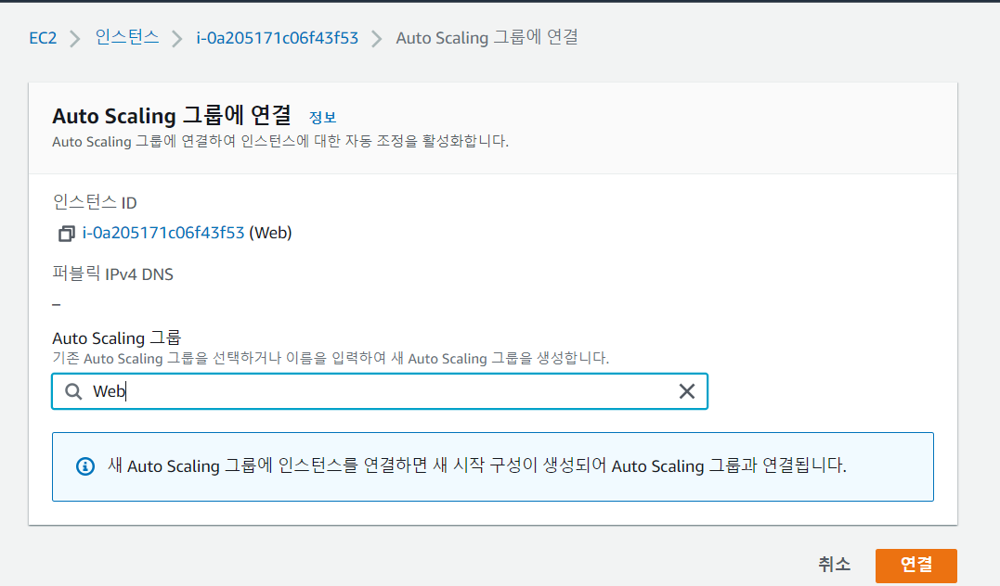 EC2 > 인스턴스 > i-0a205171c06f43f53 > Auto Scaling 그룹에 연결
Auto Scaling 그룹에 연결 정보
Auto Scaling 그룹에 연결하여 인스턴스에 대한 자동 조정을 활성화합니다.
인스턴스 ID
i-0a205171c06f43f53 (Web)
퍼블릭 IPv4 DNS
–
Auto Scaling 그룹
기존 Auto Scaling 그룹을 선택하거나 이름을 입력하여 새 Auto Scaling 그룹을 생성합니다.
Web
새 Auto Scaling 그룹에 인스턴스를 연결하면 새 시작 구성이 생성되어 Auto Scaling 그룹과 연결됩니다.
취소 연결